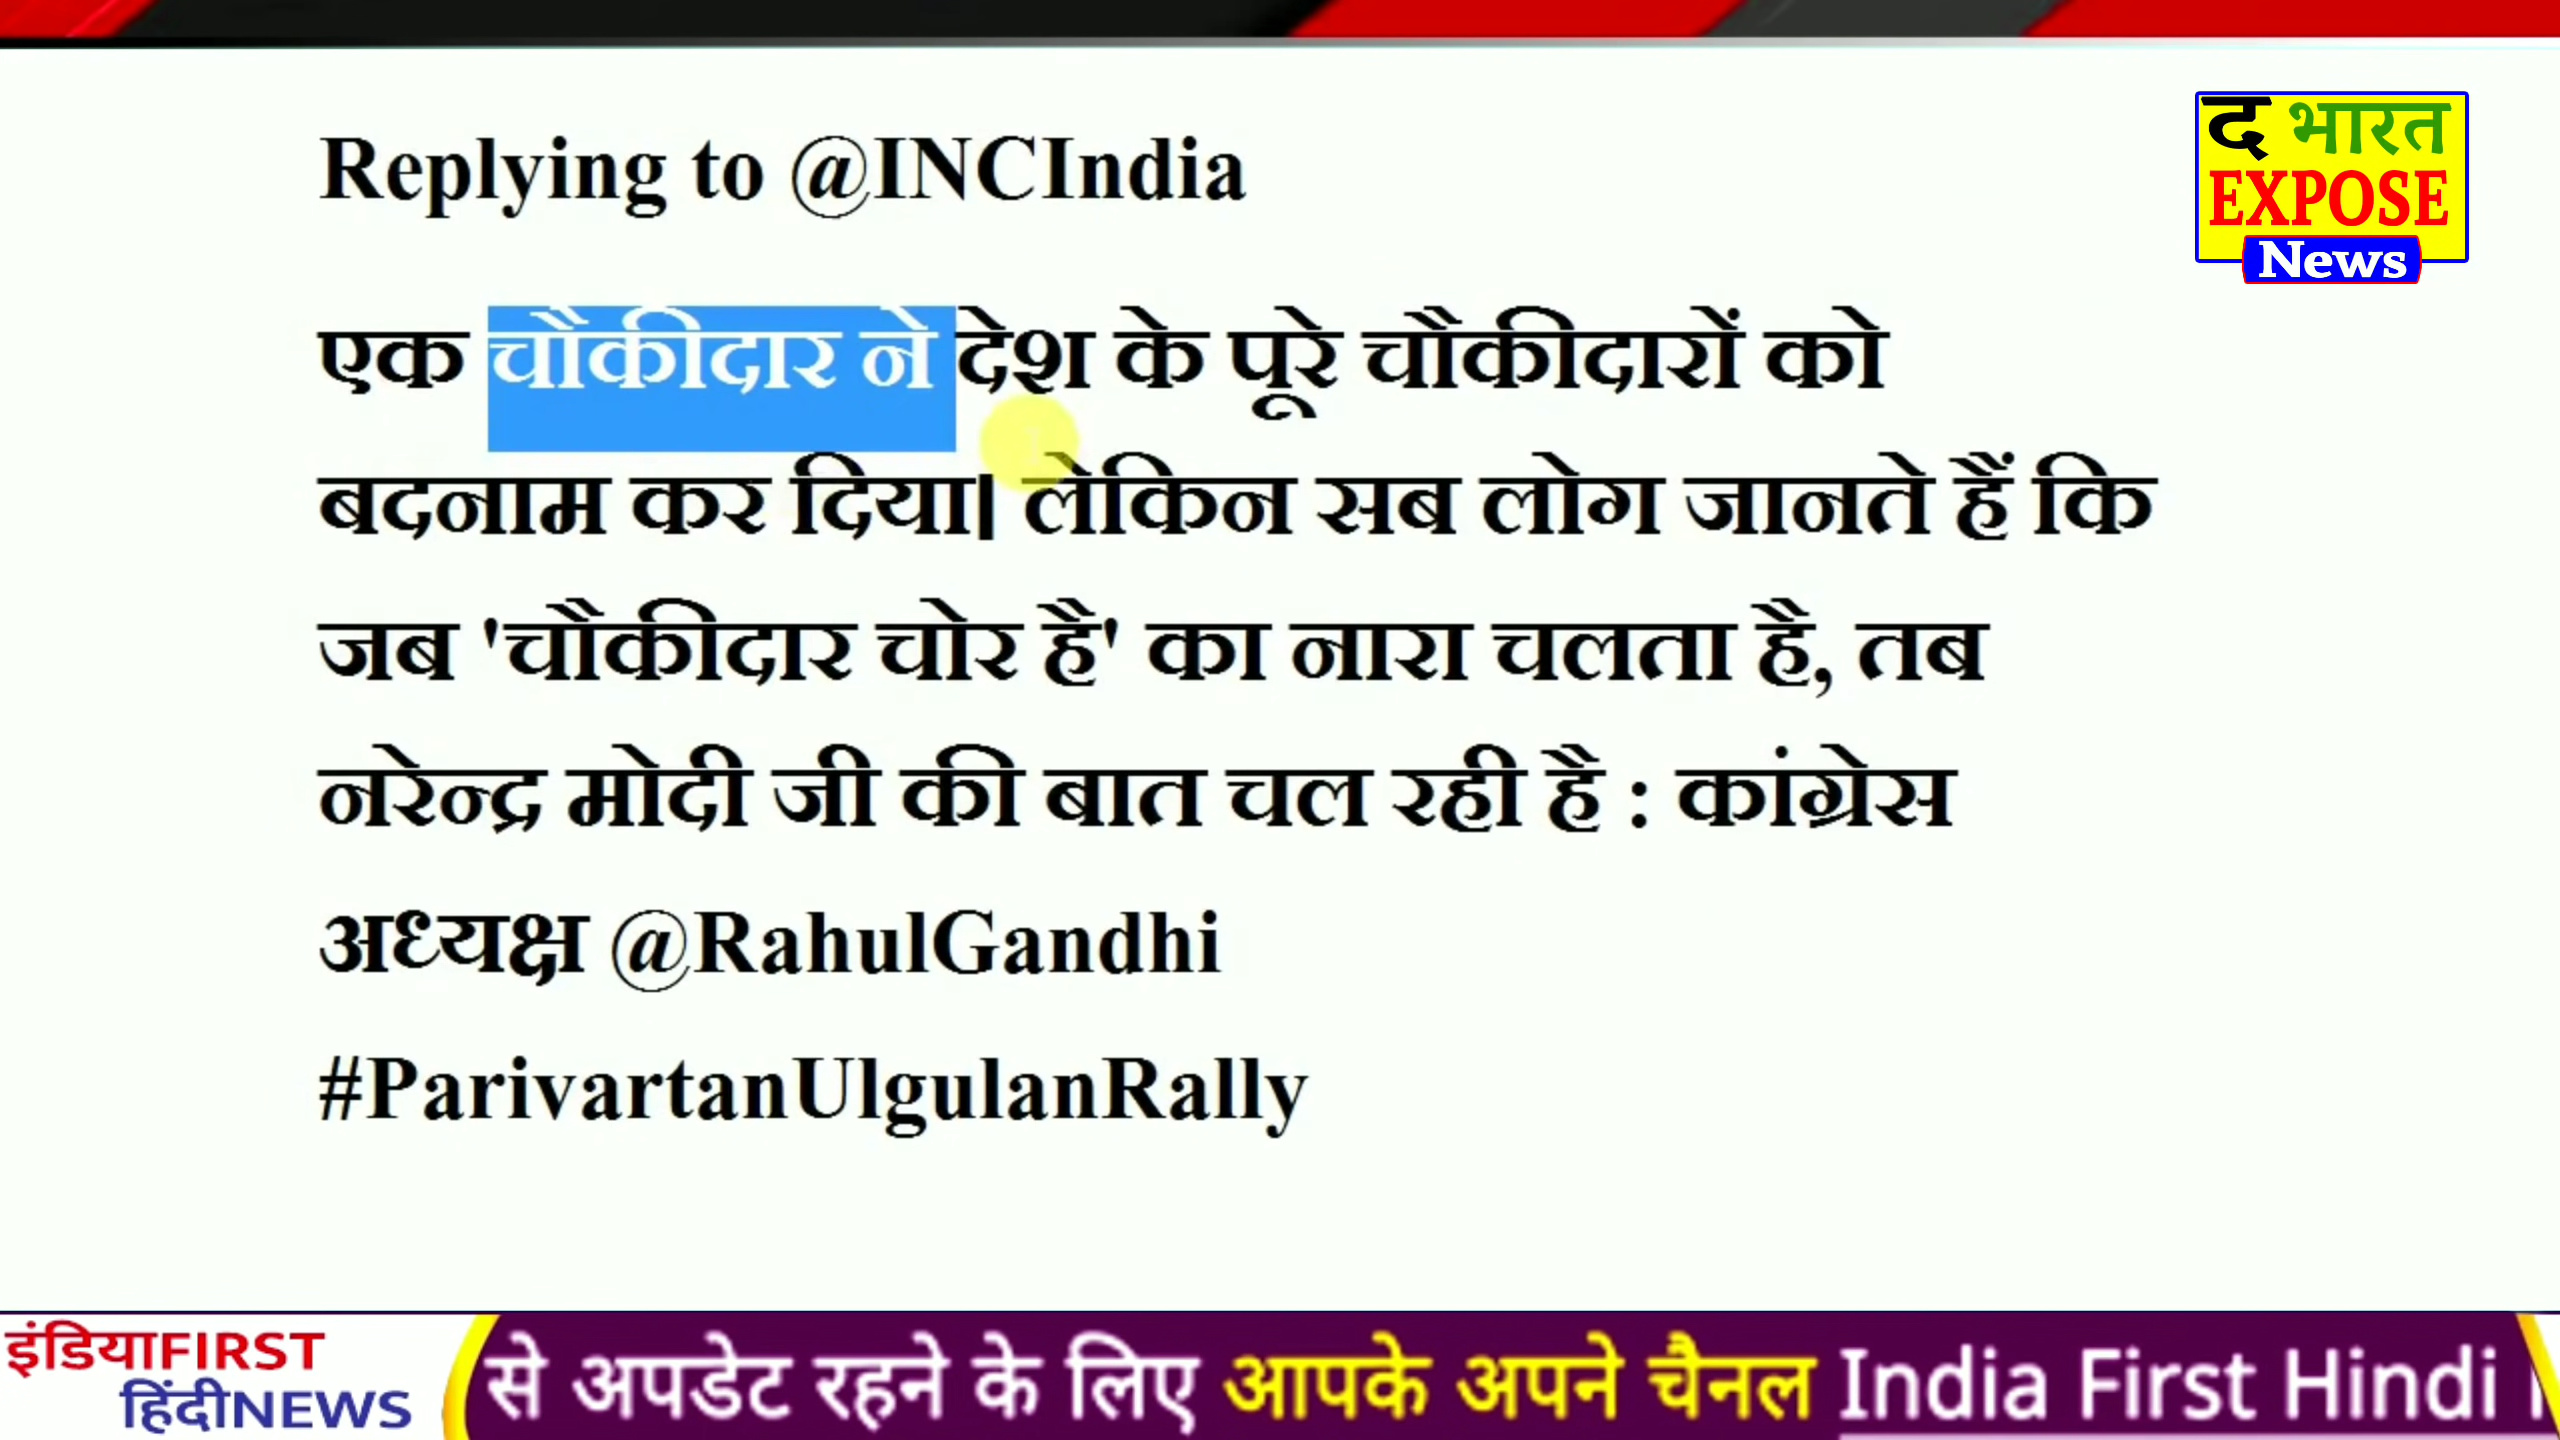 द भारत
EXPOSE
News
Replying to @INCIndia
एक चौकीदार ने देश के पूरे चौकीदारों को
बदनाम कर दिया। लेकिन सब लोग जानते हैं कि
जब 'चौकीदार चोर है' का नारा चलता है, तब
नरेन्द्र मोदी जी की बात चल रही है : कांग्रेस
अध्यक्ष @RahulGandhi
#ParivartanUlgulanRally
इंडियाFIRST
हिंदीNEWS
से अपडेट रहने के लिए आपके अपने चैनल India First Hindi